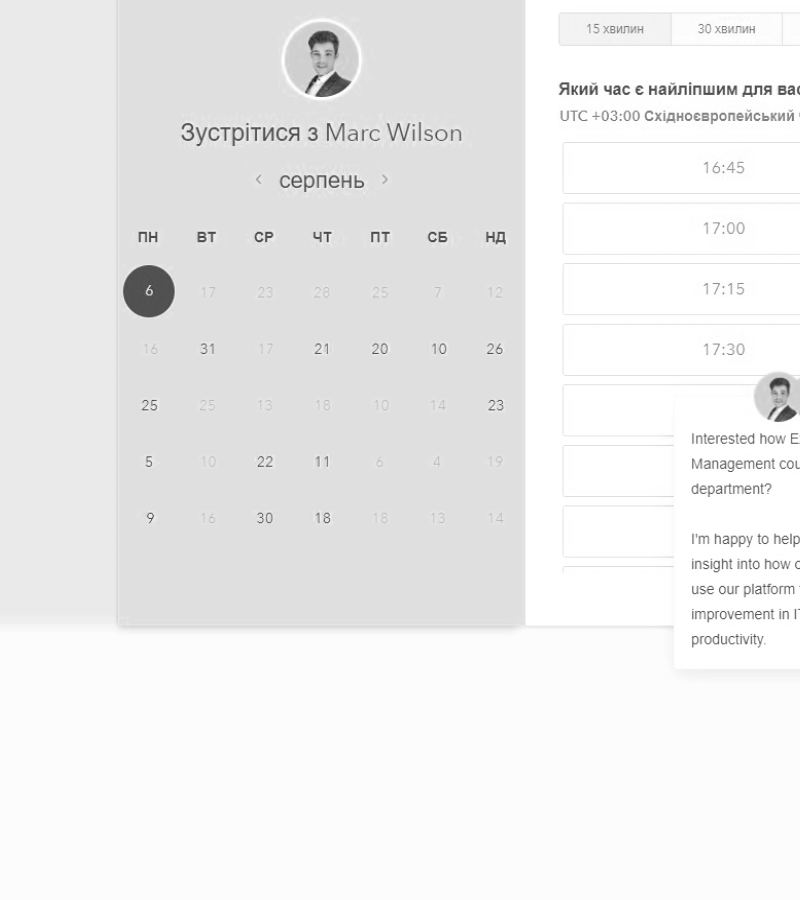 Зустрітися з Marc Wilson
серпень
ПН ВТ СР ЧТ ПТ СБ НД
6 17 23 28 25 7 12
16 31 17 21 20 10 26
25 25 13 18 10 14 23
5 10 22 11 6 4 19
9 16 30 18 18 13 14
15 хвилин 30 хвилин
Який час є найліпшим для вас
UTC +03:00 Східноєвропейський
16:45
17:00
17:15
17:30
Interested how E
Management cou
department?
I'm happy to help
insight into how
use our platform
improvement in IT
productivity.